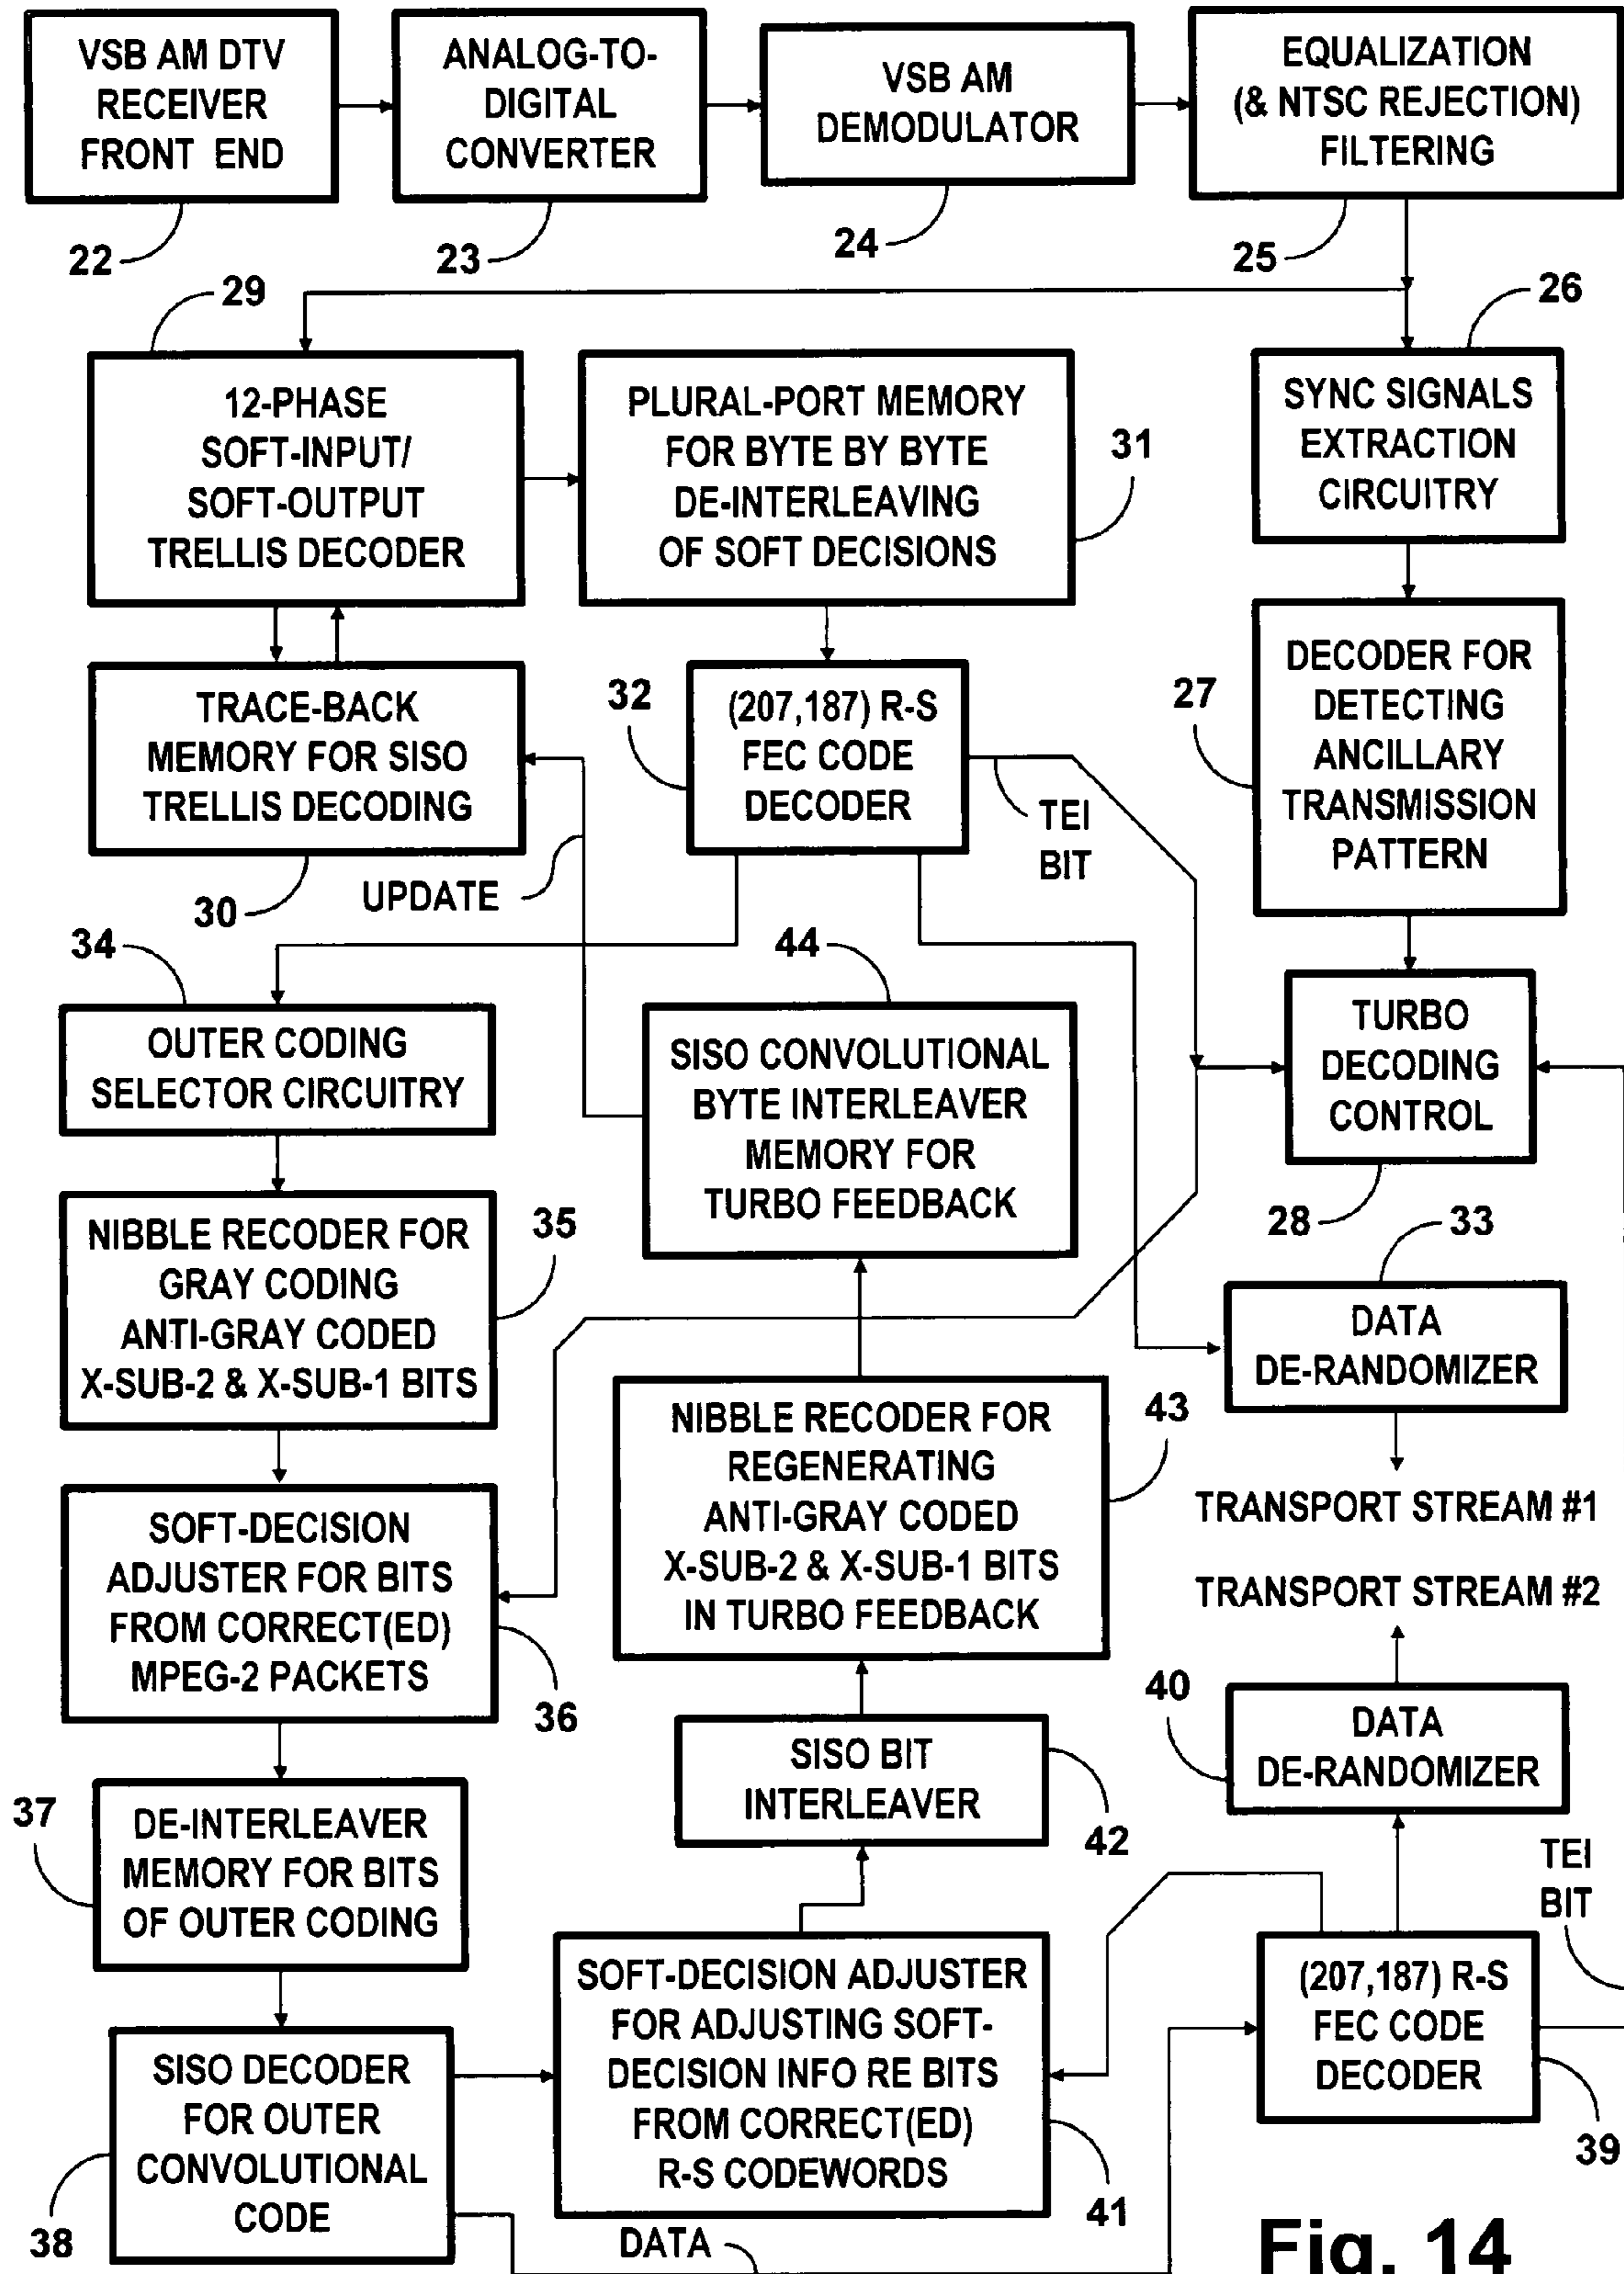 VSB AM DTV
RECEIVER
FRONT END
22
ANALOG-TO-
DIGITAL
CONVERTER
23
VSB AM
DEMODULATOR
24
EQUALIZATION
(& NTSC REJECTION)
FILTERING
25
29
12-PHASE
SOFT-INPUT/
SOFT-OUTPUT
TRELLIS DECODER
PLURAL-PORT MEMORY
FOR BYTE BY BYTE
DE-INTERLEAVING
OF SOFT DECISIONS
31
26
SYNC SIGNALS
EXTRACTION
CIRCUITRY
TRACE-BACK
MEMORY FOR SISO
TRELLIS DECODING
30
UPDATE
32
(207,187) R-S
FEC CODE
DECODER
TEI
BIT
27
DECODER FOR
DETECTING
ANCILLARY
TRANSMISSION
PATTERN
34
OUTER CODING
SELECTOR CIRCUITRY
44
SISO CONVOLUTIONAL
BYTE INTERLEAVER
MEMORY FOR
TURBO FEEDBACK
TURBO
DECODING
CONTROL
28
NIBBLE RECODER FOR
GRAY CODING
ANTI-GRAY CODED
X-SUB-2 & X-SUB-1 BITS
35
33
DATA
DE-RANDOMIZER
TRANSPORT STREAM #1
NIBBLE RECODER FOR
REGENERATING
ANTI-GRAY CODED
X-SUB-2 & X-SUB-1 BITS
IN TURBO FEEDBACK
43
SOFT-DECISION
ADJUSTER FOR BITS
FROM CORRECT(ED)
MPEG-2 PACKETS
36
TRANSPORT STREAM #2
40
DATA
DE-RANDOMIZER
SISO BIT
INTERLEAVER
42
37
DE-INTERLEAVER
MEMORY FOR BITS
OF OUTER CODING
TEI
BIT
SOFT-DECISION ADJUSTER
FOR ADJUSTING SOFT-
DECISION INFO RE BITS
FROM CORRECT(ED)
R-S CODEWORDS
41
(207,187) R-S
FEC CODE
DECODER
39
SISO DECODER
FOR OUTER
CONVOLUTIONAL
CODE
38
DATA
Fig. 14